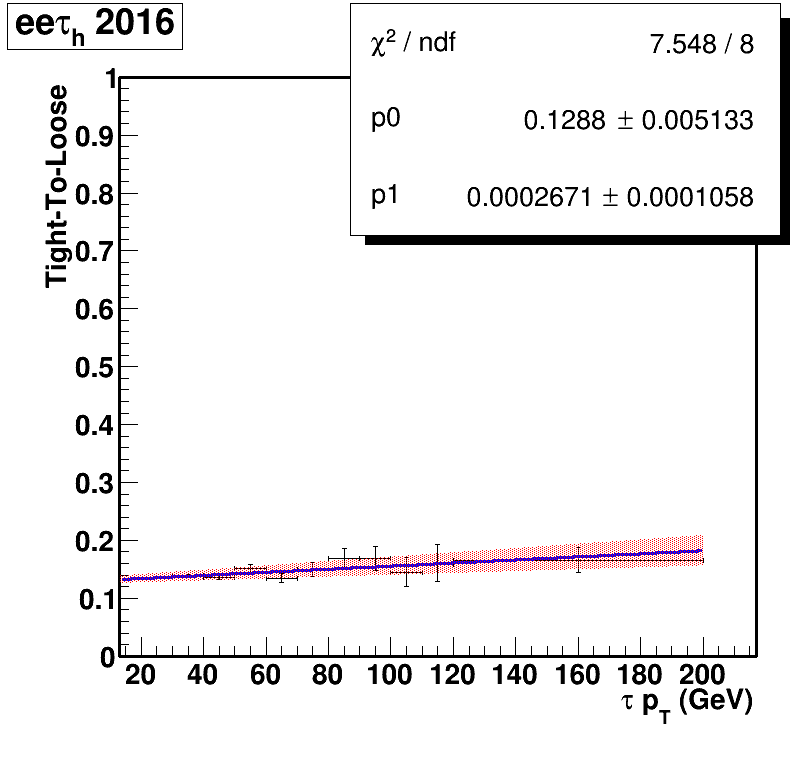 eeτh 2016
χ² / ndf 7.548 / 8
p0 0.1288 ± 0.005133
p1 0.0002671 ± 0.0001058
Tight-To-Loose
1
0.9
0.8
0.7
0.6
0.5
0.4
0.3
0.2
0.1
0
20 40 60 80 100 120 140 160 180 200
τ pT (GeV)